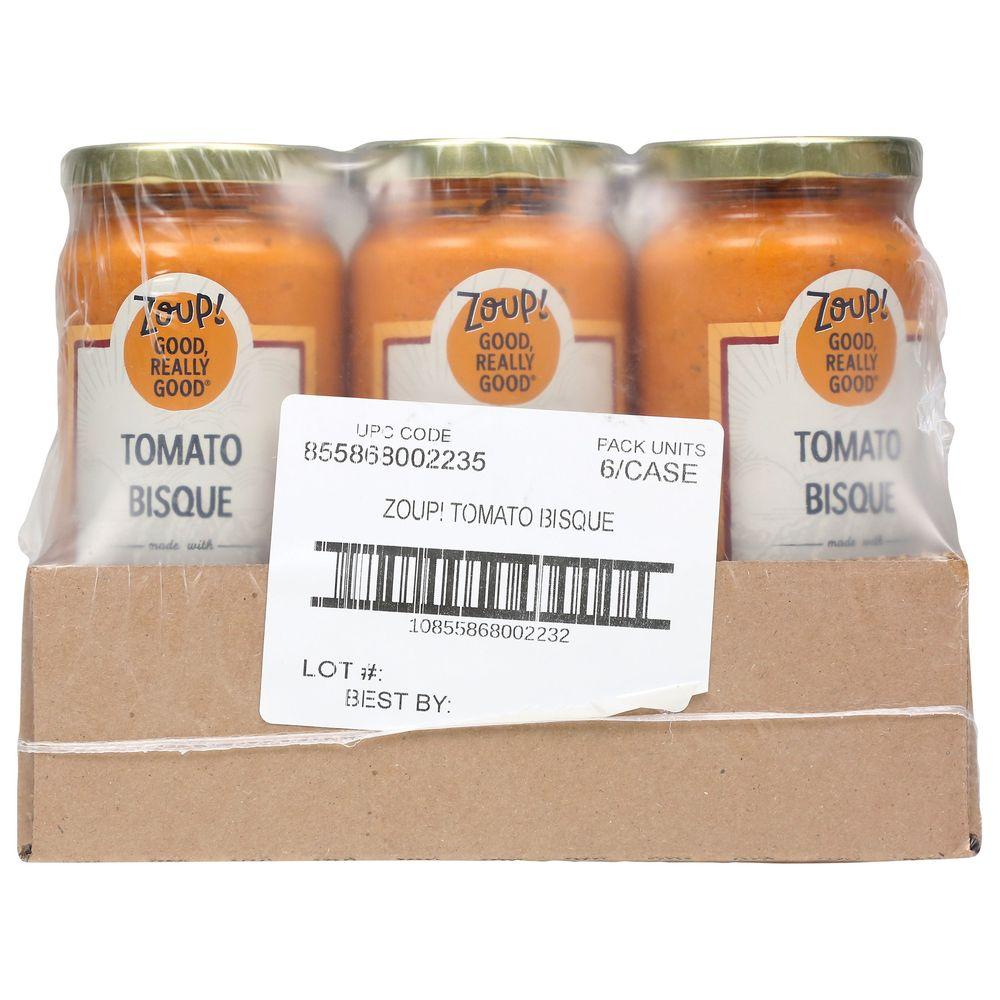 Zoup!
GOOD,
REALLY
GOOD®
TOMATO
BISQUE
made with
Zoup!
GOOD,
REALLY
GOOD®
Zoup!
GOOD,
REALLY
GOOD®
TOMATO
BISQUE
made with
UPC CODE
855868002235
PACK UNITS
6/CASE
ZOUP! TOMATO BISQUE
10855868002232
LOT #:
BEST BY: